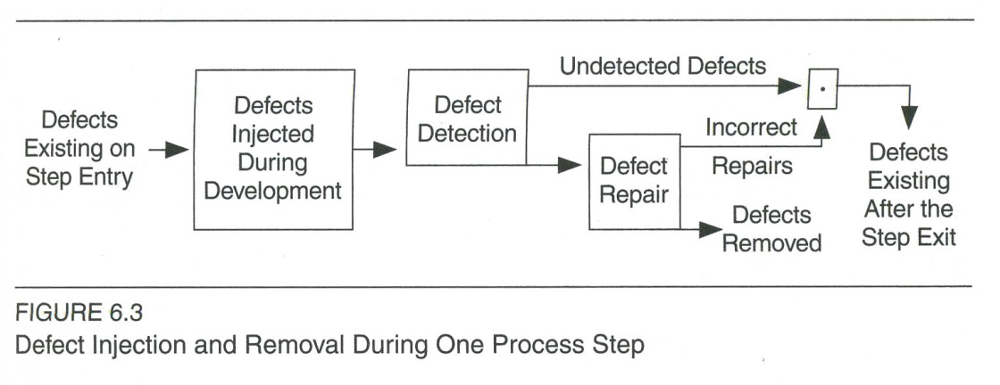 Defects
Existing on
Step Entry
Defects
Injected
During
Development
Defect
Detection
Undetected Defects
Defect
Repair
Incorrect
Repairs
Defects
Removed
Defects
Existing
After the
Step Exit
FIGURE 6.3
Defect Injection and Removal During One Process Step